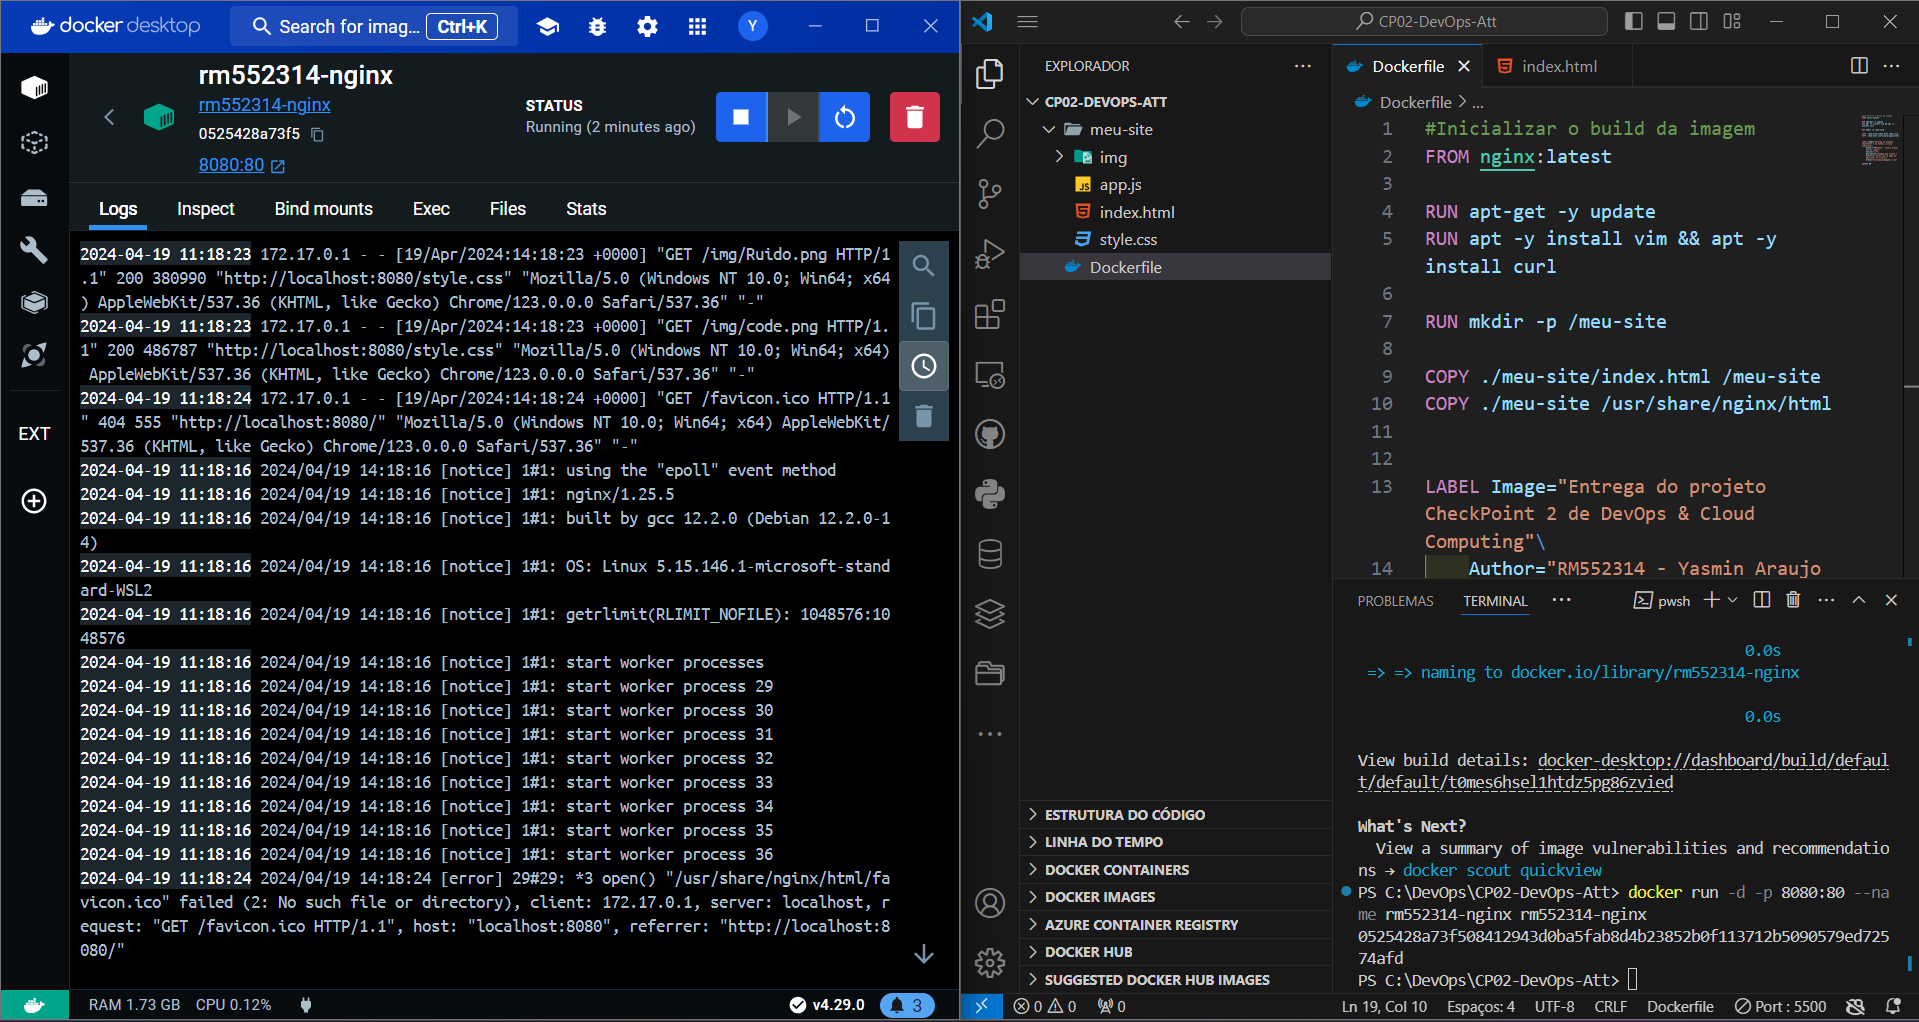 docker desktop
Search for imag...
Ctrl+K
Y
rm552314-nginx
rm552314-nginx
0525428a73f5
8080:80
STATUS
Running (2 minutes ago)
Logs
Inspect
Bind mounts
Exec
Files
Stats
2024-04-19 11:18:23 172.17.0.1 - - [19/Apr/2024:14:18:23 +0000] "GET /img/Ruido.png HTTP/1
.1" 200 380990 "http://localhost:8080/style.css" "Mozilla/5.0 (Windows NT 10.0; Win64; x64
) AppleWebKit/537.36 (KHTML, like Gecko) Chrome/123.0.0.0 Safari/537.36" "-"
2024-04-19 11:18:23 172.17.0.1 - - [19/Apr/2024:14:18:23 +0000] "GET /img/code.png HTTP/1.
1" 200 486787 "http://localhost:8080/style.css" "Mozilla/5.0 (Windows NT 10.0; Win64; x64)
AppleWebKit/537.36 (KHTML, like Gecko) Chrome/123.0.0.0 Safari/537.36" "-"
2024-04-19 11:18:24 172.17.0.1 - - [19/Apr/2024:14:18:24 +0000] "GET /favicon.ico HTTP/1.1
" 404 555 "http://localhost:8080/" "Mozilla/5.0 (Windows NT 10.0; Win64; x64) AppleWebKit/
537.36 (KHTML, like Gecko) Chrome/123.0.0.0 Safari/537.36" "-"
2024-04-19 11:18:16 2024/04/19 14:18:16 [notice] 1#1: using the "epoll" event method
2024-04-19 11:18:16 2024/04/19 14:18:16 [notice] 1#1: nginx/1.25.5
2024-04-19 11:18:16 2024/04/19 14:18:16 [notice] 1#1: built by gcc 12.2.0 (Debian 12.2.0-1
4)
2024-04-19 11:18:16 2024/04/19 14:18:16 [notice] 1#1: OS: Linux 5.15.146.1-microsoft-stand
ard-WSL2
2024-04-19 11:18:16 2024/04/19 14:18:16 [notice] 1#1: getrlimit(RLIMIT_NOFILE): 1048576:10
48576
2024-04-19 11:18:16 2024/04/19 14:18:16 [notice] 1#1: start worker processes
2024-04-19 11:18:16 2024/04/19 14:18:16 [notice] 1#1: start worker process 29
2024-04-19 11:18:16 2024/04/19 14:18:16 [notice] 1#1: start worker process 30
2024-04-19 11:18:16 2024/04/19 14:18:16 [notice] 1#1: start worker process 31
2024-04-19 11:18:16 2024/04/19 14:18:16 [notice] 1#1: start worker process 32
2024-04-19 11:18:16 2024/04/19 14:18:16 [notice] 1#1: start worker process 33
2024-04-19 11:18:16 2024/04/19 14:18:16 [notice] 1#1: start worker process 34
2024-04-19 11:18:16 2024/04/19 14:18:16 [notice] 1#1: start worker process 35
2024-04-19 11:18:16 2024/04/19 14:18:16 [notice] 1#1: start worker process 36
2024-04-19 11:18:24 2024/04/19 14:18:24 [error] 29#29: *3 open() "/usr/share/nginx/html/fa
vicon.ico" failed (2: No such file or directory), client: 172.17.0.1, server: localhost, r
equest: "GET /favicon.ico HTTP/1.1", host: "localhost:8080", referrer: "http://localhost:8
080/"
EXT
RAM 1.73 GB CPU 0.12%
v4.29.0
3
CP02-DevOps-Att
EXPLORADOR
CP02-DEVOPS-ATT
meu-site
img
JS app.js
index.html
style.css
Dockerfile
ESTRUTURA DO CÓDIGO
LINHA DO TEMPO
DOCKER CONTAINERS
DOCKER IMAGES
AZURE CONTAINER REGISTRY
DOCKER HUB
SUGGESTED DOCKER HUB IMAGES
Dockerfile
index.html
Dockerfile > ...
1 #Inicializar o build da imagem
2 FROM nginx:latest
3
4 RUN apt-get -y update
5 RUN apt -y install vim && apt -y
install curl
6
7 RUN mkdir -p /meu-site
8
9 COPY ./meu-site/index.html /meu-site
10 COPY ./meu-site /usr/share/nginx/html
11
12
13 LABEL Image="Entrega do projeto
CheckPoint 2 de DevOps & Cloud
Computing"\
14 Author="RM552314 - Yasmin Araujo
PROBLEMAS
TERMINAL
pwsh
0.0s
=> => naming to docker.io/library/rm552314-nginx
0.0s
View build details: docker-desktop://dashboard/build/defaul
t/default/t0mes6hsel1htdz5pg86zvied
What's Next?
View a summary of image vulnerabilities and recommendatio
ns → docker scout quickview
PS C:\DevOps\CP02-DevOps-Att> docker run -d -p 8080:80 --na
me rm552314-nginx rm552314-nginx
0525428a73f508412943d0ba5fab8d4b23852b0f113712b5090579ed725
74afd
PS C:\DevOps\CP02-DevOps-Att>
0 0 0
Ln 19, Col 10
Espaços: 4
UTF-8
CRLF
Dockerfile
Port : 5500